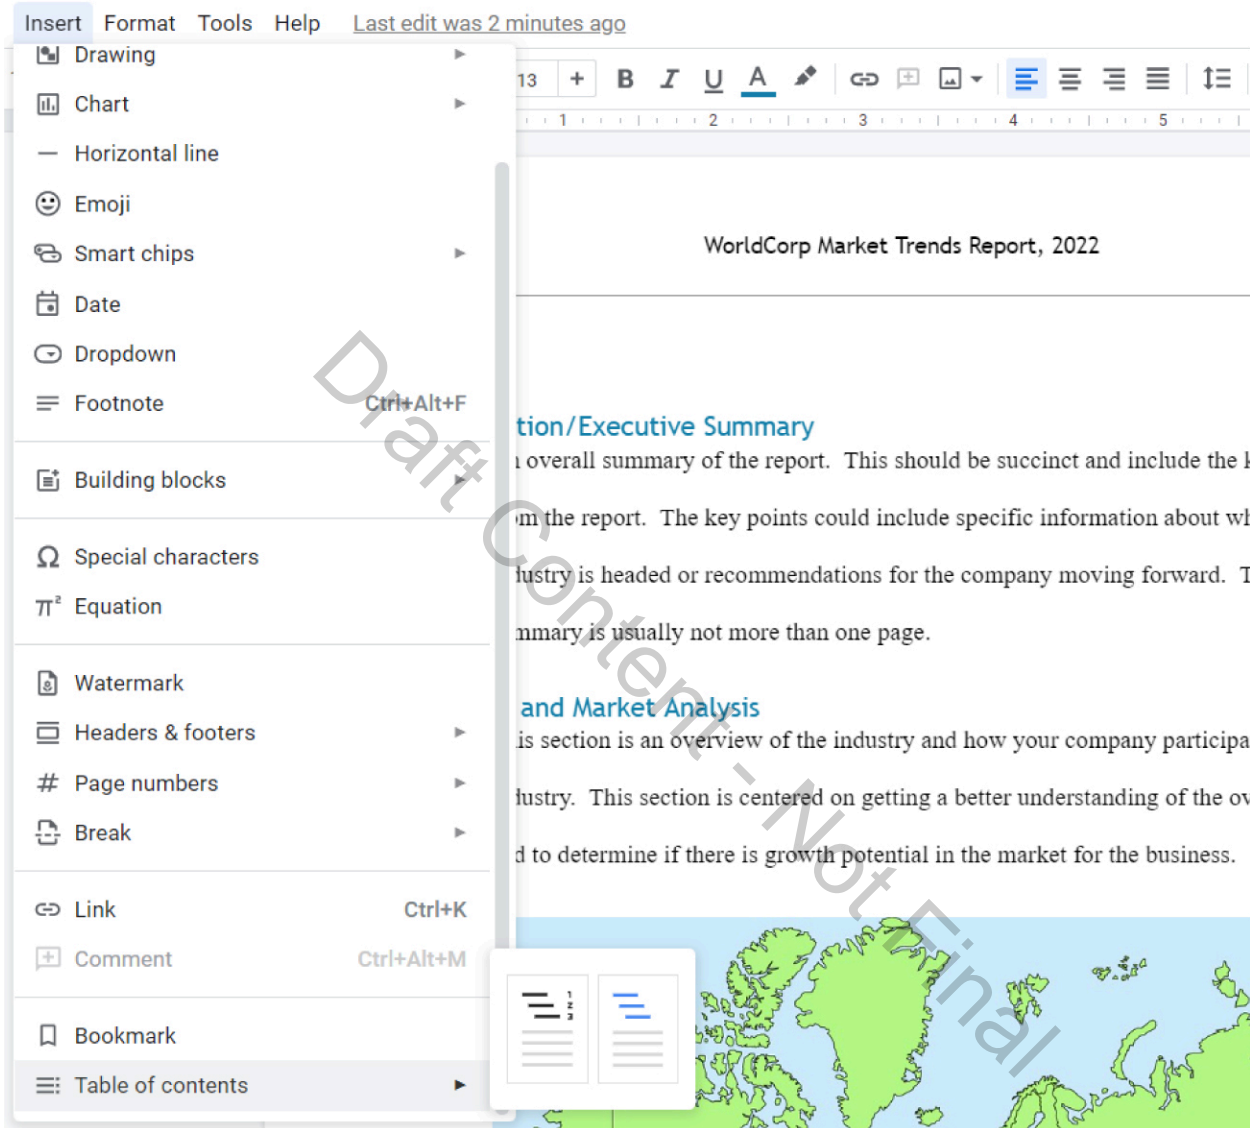 Insert Format Tools Help Last edit was 2 minutes ago
Drawing
Chart
Horizontal line
Emoji
Smart chips
Date
Dropdown
Footnote Ctrl+Alt+F
Building blocks
Special characters
π² Equation
Watermark
Headers & footers
# Page numbers
Break
Link Ctrl+K
Comment Ctrl+Alt+M
Bookmark
Table of contents
1
2
3
13 + B I U A
1 2 3 4 5
WorldCorp Market Trends Report, 2022
tion/Executive Summary
overall summary of the report. This should be succinct and include the
om the report. The key points could include specific information about wh
dustry is headed or recommendations for the company moving forward. T
mmary is usually not more than one page.
and Market Analysis
is section is an overview of the industry and how your company participa
dustry. This section is centered on getting a better understanding of the ov
d to determine if there is growth potential in the market for the business.
Draft Content - Not Final